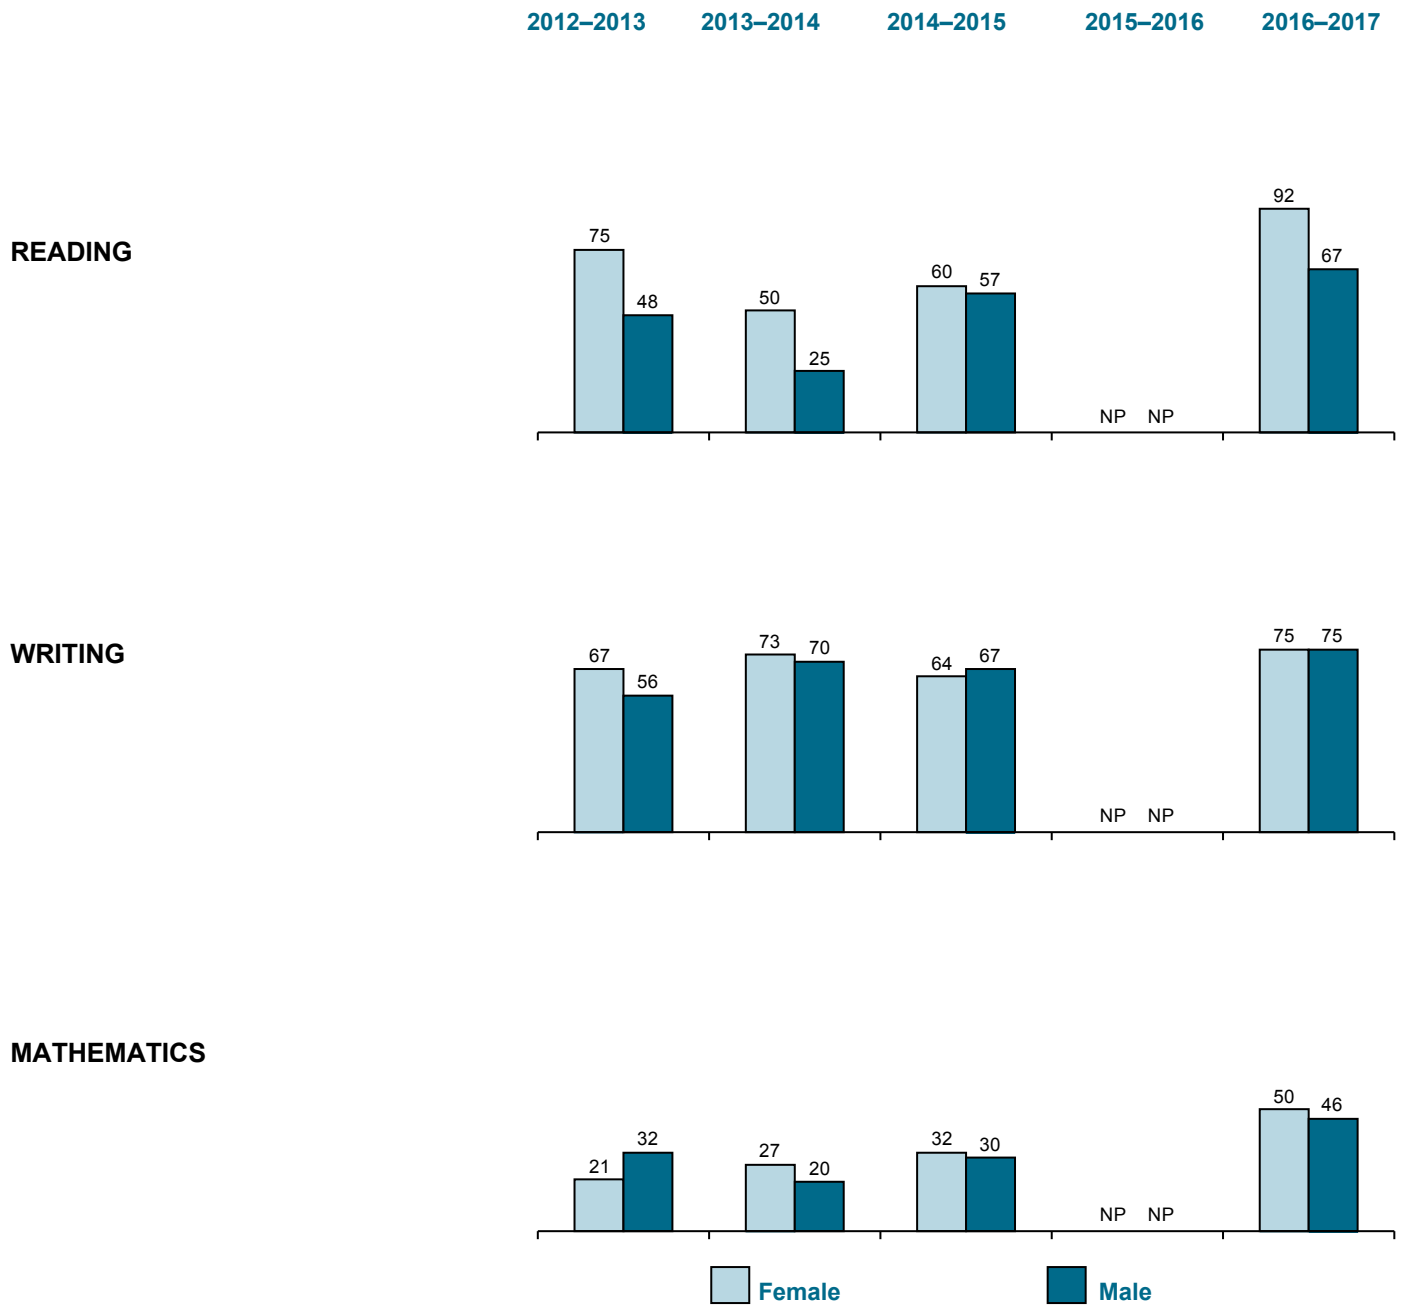 2012–2013 2013–2014 2014–2015 2015–2016 2016–2017
READING
75 48 50 25 60 57 NP NP 92 67
WRITING
67 56 73 70 64 67 NP NP 75 75
MATHEMATICS
21 32 27 20 32 30 NP NP 50 46
Female Male